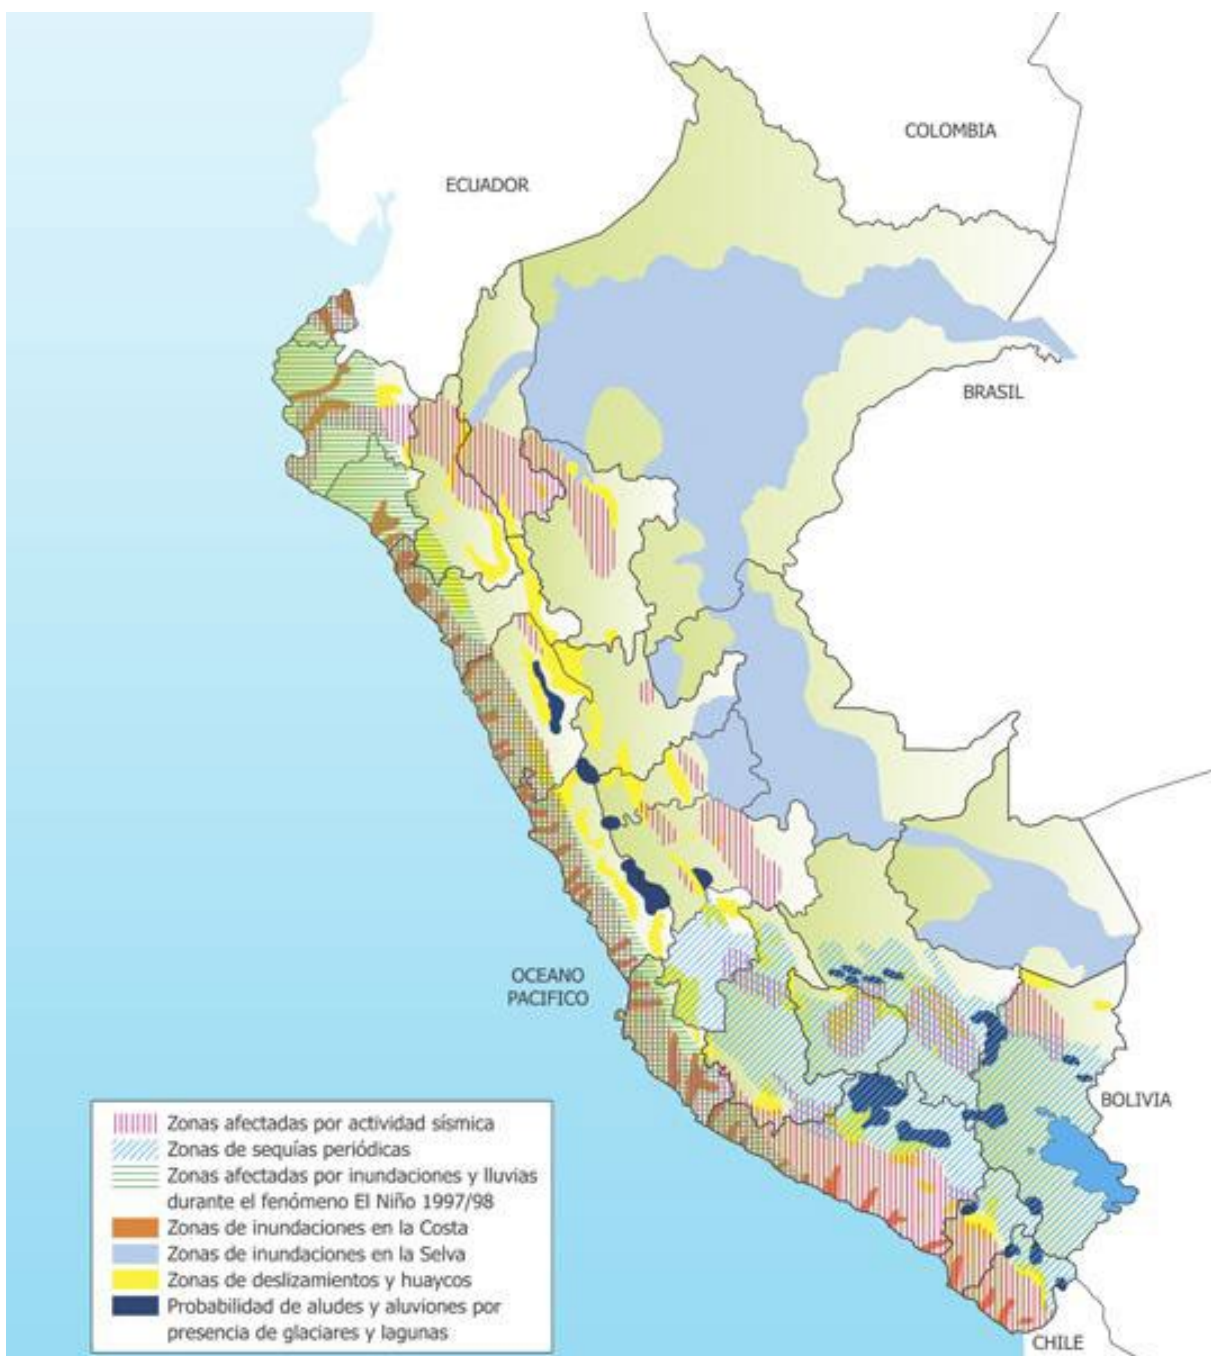 COLOMBIA
ECUADOR
BRASIL
OCEANO
PACIFICO
BOLIVIA
Zonas afectadas por actividad sísmica
Zonas de sequías periódicas
Zonas afectadas por inundaciones y lluvias
durante el fenómeno El Niño 1997/98
Zonas de inundaciones en la Costa
Zonas de inundaciones en la Selva
Zonas de deslizamientos y huaycos
Probabilidad de aludes y aluviones por
presencia de glaciares y lagunas
CHILE